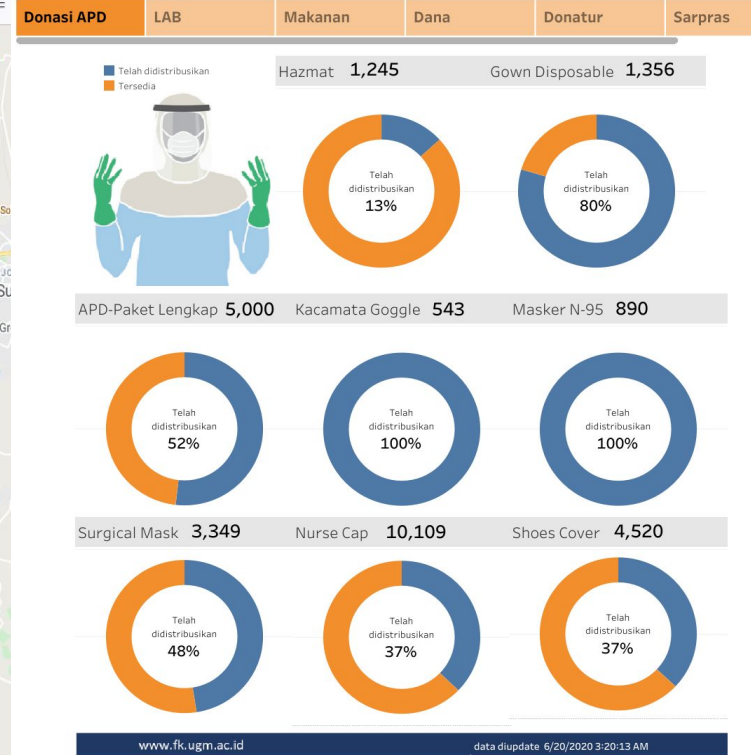 Donasi APD LAB Makanan Dana Donatur Sarpras
Telah didistribusikan
Tersedia
Hazmat 1,245
Gown Disposable 1,356
Telah
didistribusikan
13%
Telah
didistribusikan
80%
APD-Paket Lengkap 5,000
Kacamata Goggle 543
Masker N-95 890
Telah
didistribusikan
52%
Telah
didistribusikan
100%
Telah
didistribusikan
100%
Surgical Mask 3,349
Nurse Cap 10,109
Shoes Cover 4,520
Telah
didistribusikan
48%
Telah
didistribusikan
37%
Telah
didistribusikan
37%
www.fk.ugm.ac.id
data diupdate 6/20/2020 3:20:13 AM